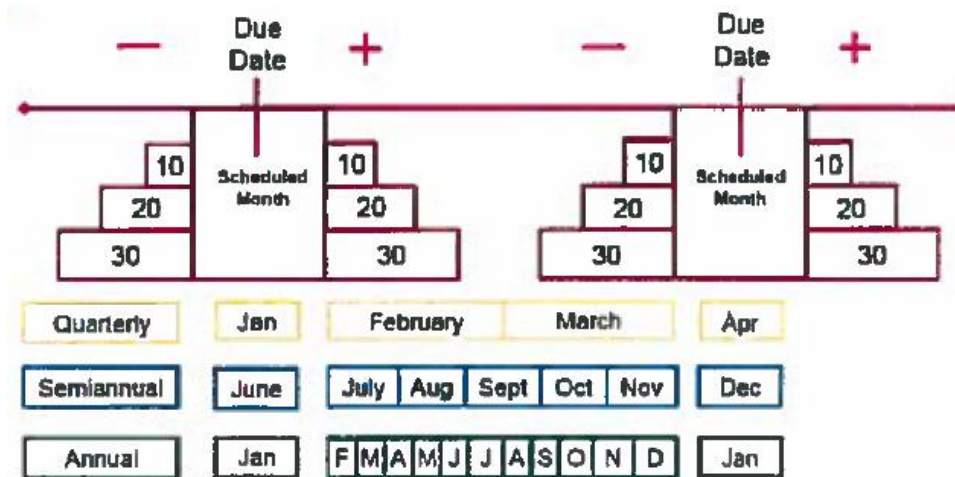 − Due Date + − Due Date +
10 Scheduled Month 10 10 Scheduled Month 10
20 20 20 20
30 30 30 30
Quarterly Jan February March Apr
Semiannual June July Aug Sept Oct Nov Dec
Annual Jan F M A M J J A S O N D Jan